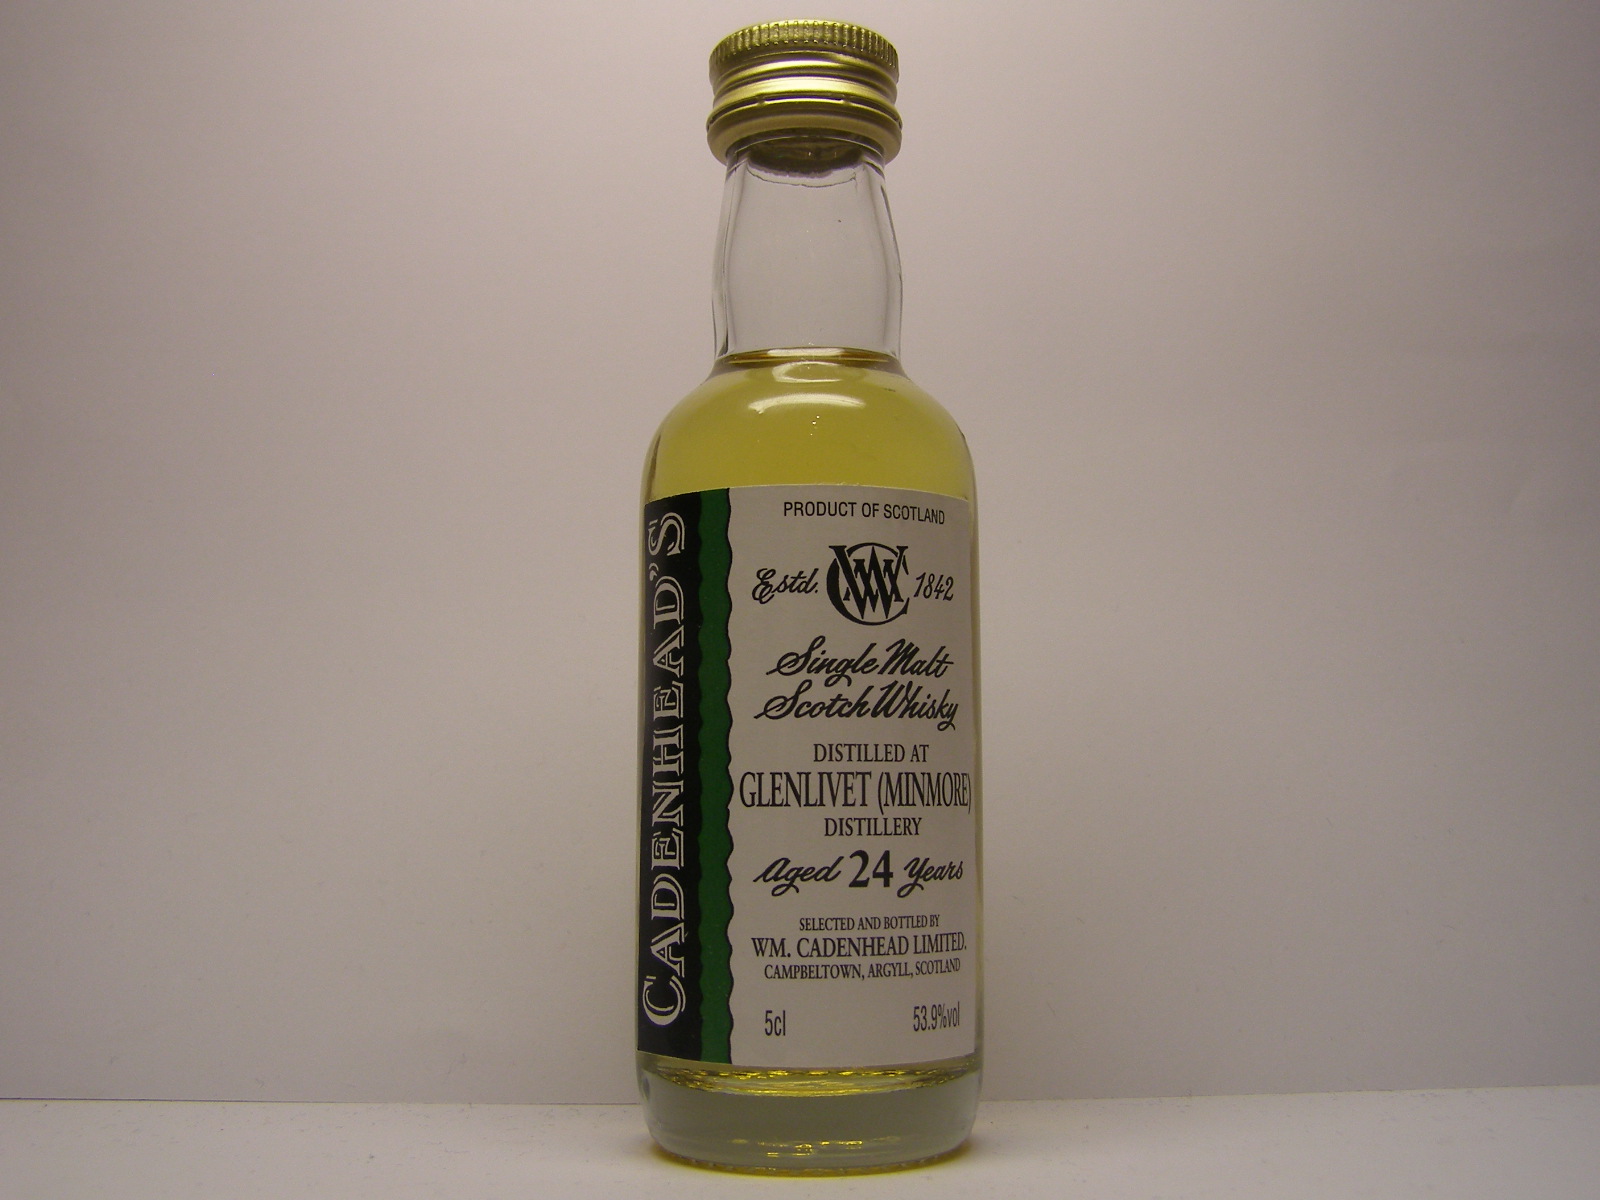 CADENHEAD'S
PRODUCT OF SCOTLAND
Estd. WC 1842
Single Malt
Scotch Whisky
DISTILLED AT
GLENLIVET (MINMORE)
DISTILLERY
Aged 24 Years
SELECTED AND BOTTLED BY
WM. CADENHEAD LIMITED.
CAMPBELTOWN, ARGYLL, SCOTLAND
5cl 53.9%vol